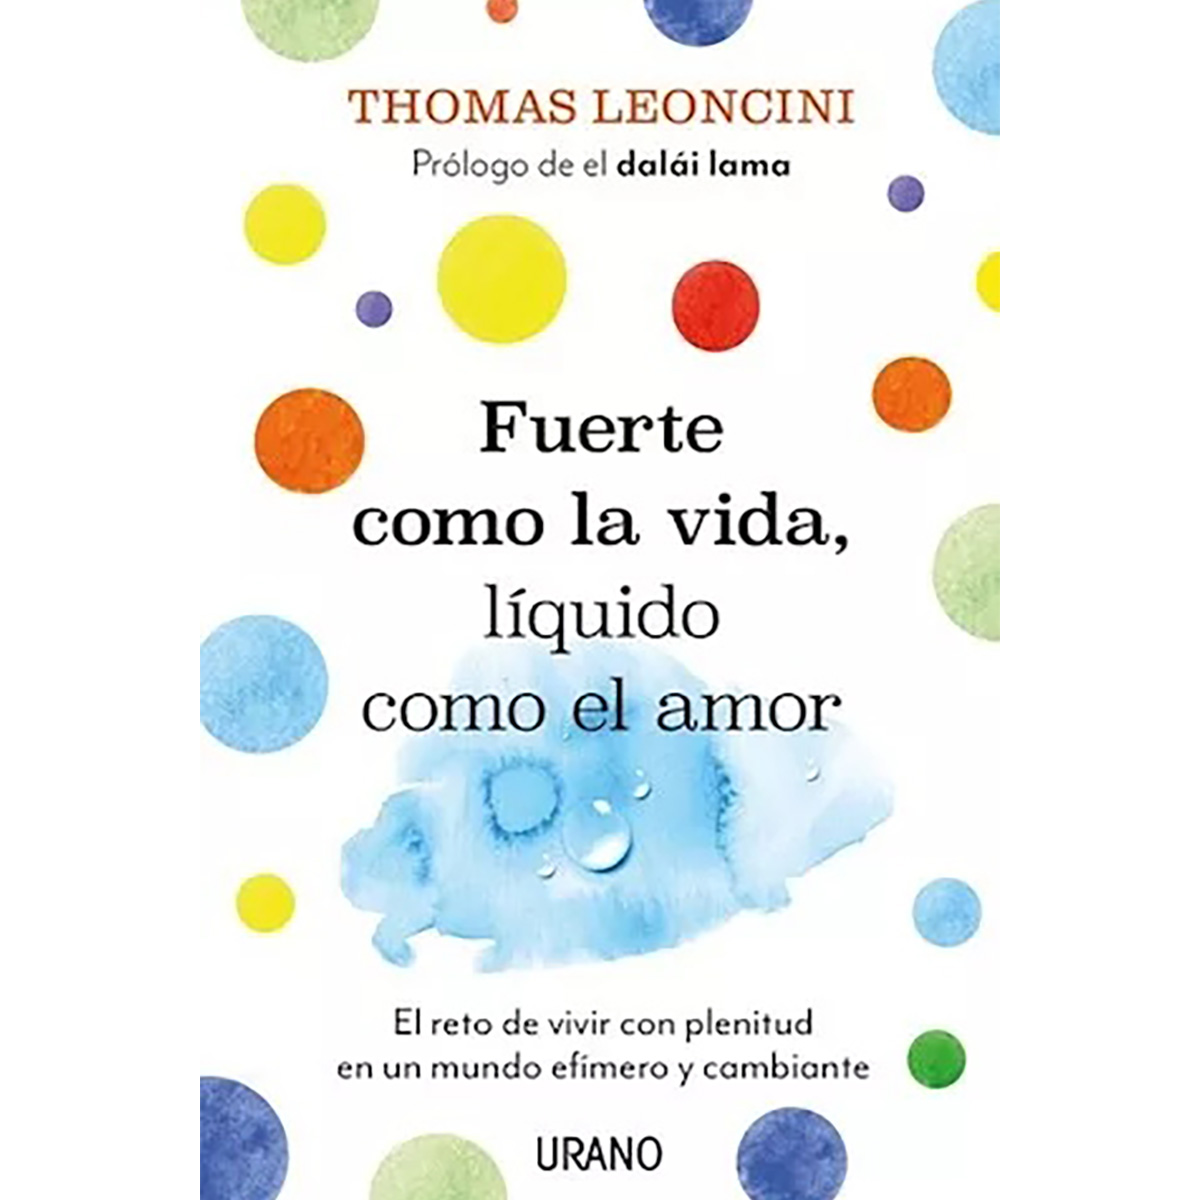 THOMAS LEONCINI
Prólogo de el dalái lama
Fuerte
como la vida,
líquido
como el amor
El reto de vivir con plenitud
en un mundo efímero y cambiante
URANO